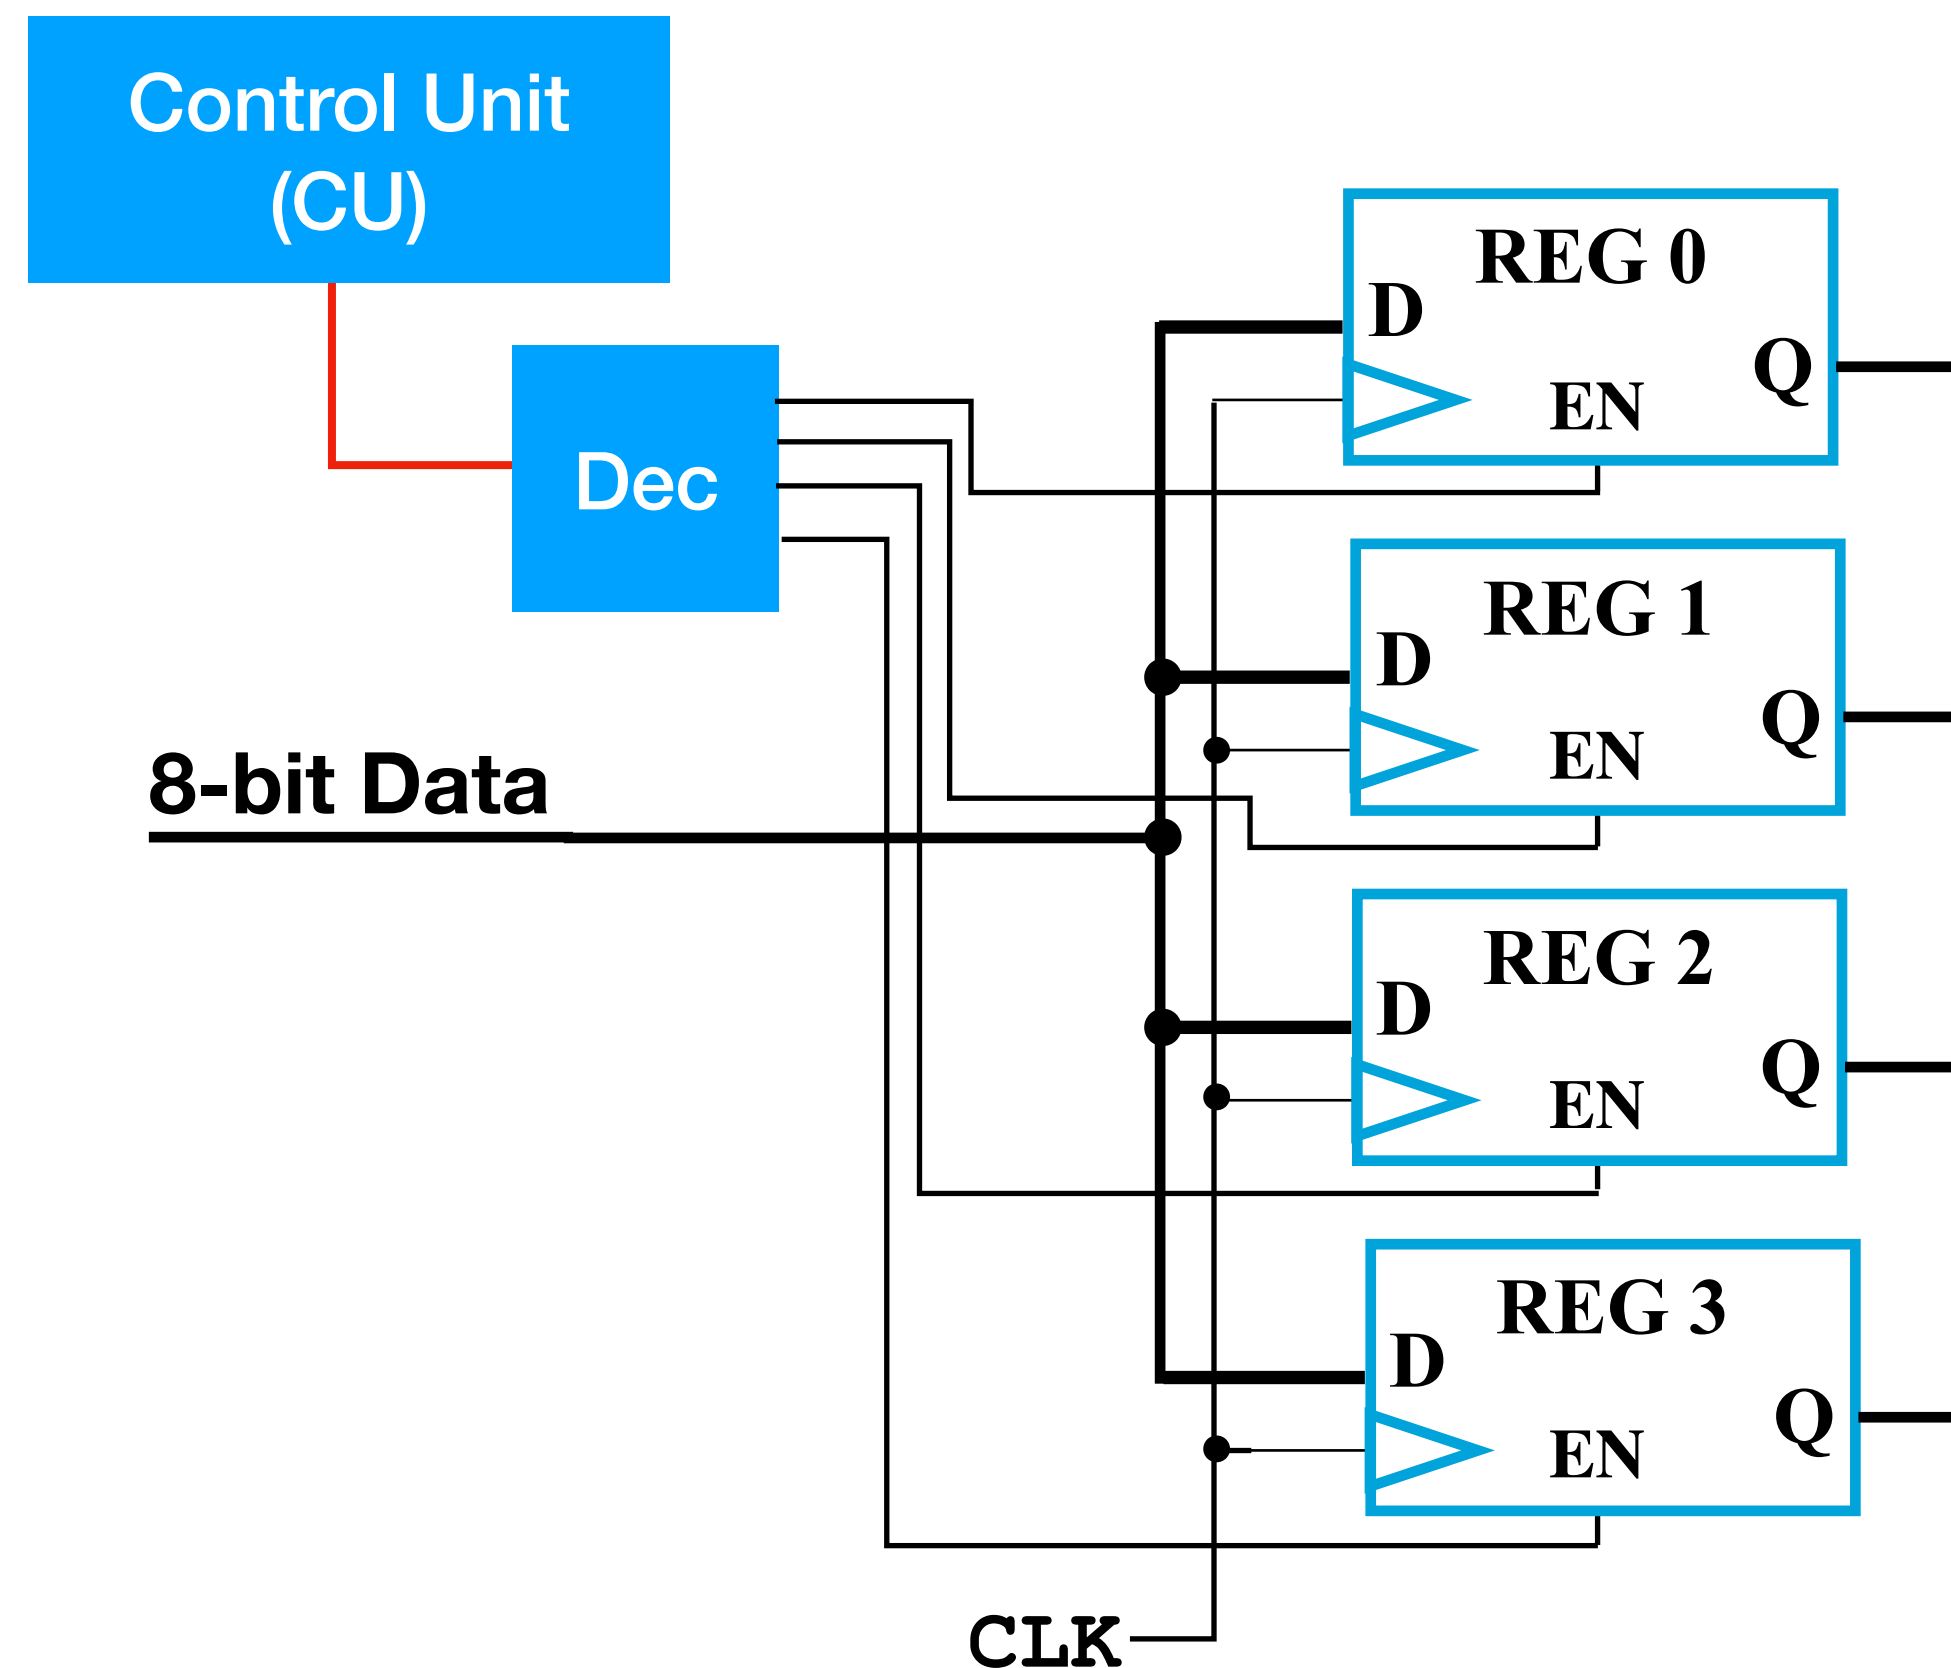 Control Unit
(CU)
Dec
8-bit Data
REG 0
D
EN
Q
REG 1
D
EN
Q
REG 2
D
EN
Q
REG 3
D
EN
Q
CLK